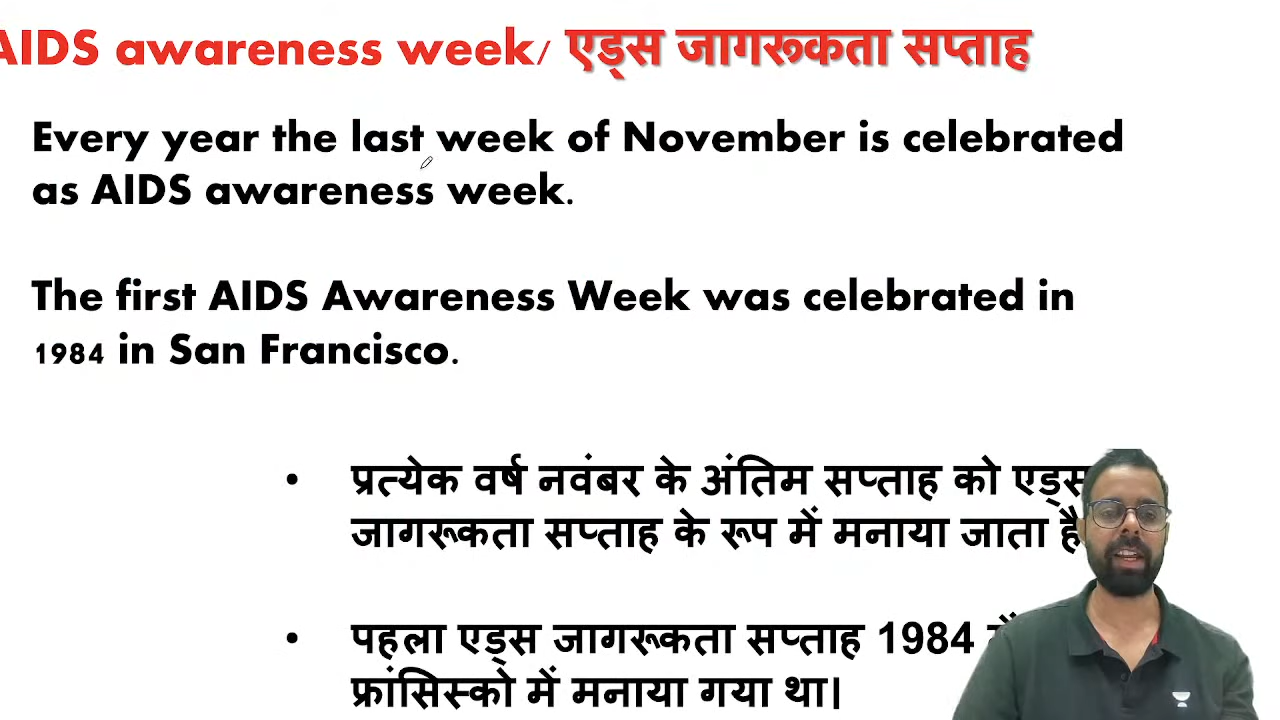 AIDS awareness week/ एड्स जागरूकता सप्ताह
Every year the last week of November is celebrated
as AIDS awareness week.
The first AIDS Awareness Week was celebrated in
1984 in San Francisco.
• प्रत्येक वर्ष नवंबर के अंतिम सप्ताह को एड्स
जागरूकता सप्ताह के रूप में मनाया जाता है
• पहला एड्स जागरूकता सप्ताह 1984
फ्रांसिस्को में मनाया गया था।